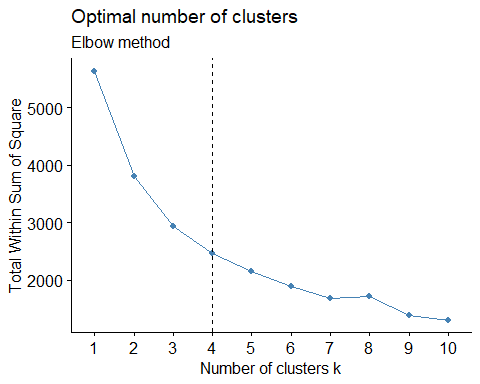 Optimal number of clusters
Elbow method
Total Within Sum of Square
5000
4000
3000
2000
1 2 3 4 5 6 7 8 9 10
Number of clusters k